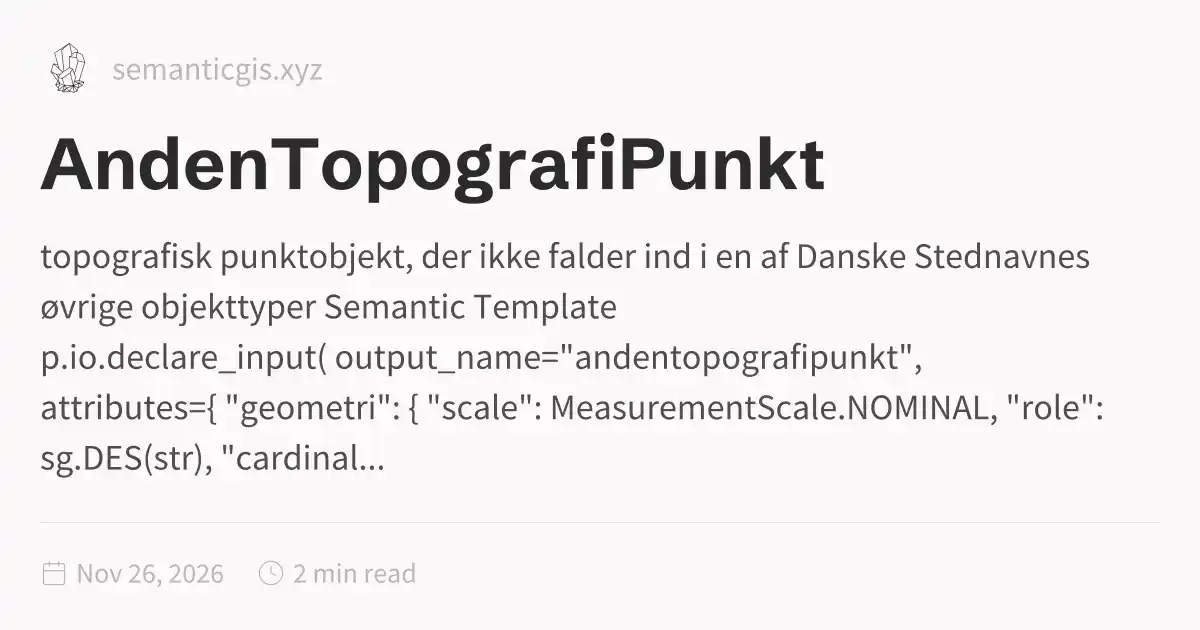 semanticgis.xyz
AndenTopografiPunkt
topografisk punktobjekt, der ikke falder ind i en af Danske Stednavnes
øvrige objekttyper Semantic Template
p.io.declare_input( output_name="andentopografipunkt",
attributes={ "geometri": { "scale": MeasurementScale.NOMINAL, "role":
sg.DES(str), "cardinal...
Nov 26, 2026 2 min read